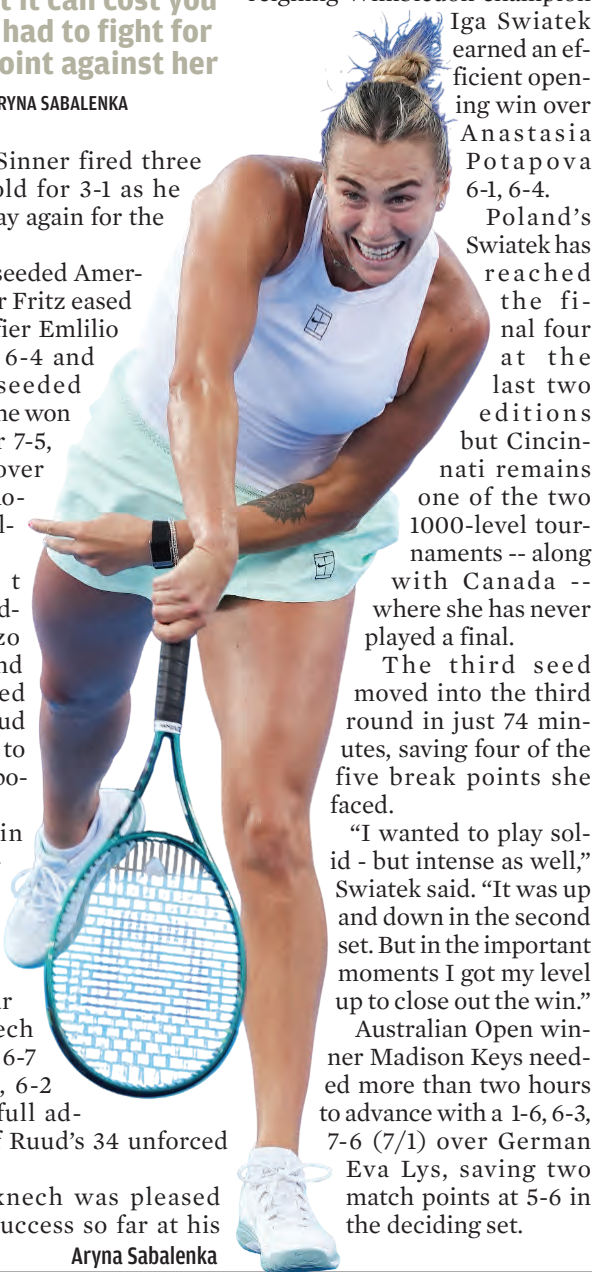 t it can cost you
had to fight for
oint against her
ARYNA SABALENKA
Sinner fired three
old for 3-1 as he
ay again for the
seeded Amer-
r Fritz eased
fier Emlilio
6-4 and
seeded
he won
r 7-5,
over
o-
l-
t
d-
zo
nd
ed
ud
to
po-
in
r
ech
6-7
, 6-2
full ad-
f Ruud's 34 unforced
knech was pleased
uccess so far at his
Aryna Sabalenka
reigning Wimbledon champion
Iga Swiatek
earned an ef-
ficient open-
ing win over
Anastasia
Potapova
6-1, 6-4.
Poland's
Swiatek has
reached
the fi-
nal four
at the
last two
editions
but Cincin-
nati remains
one of the two
1000-level tour-
naments -- along
with Canada --
where she has never
played a final.
The third seed
moved into the third
round in just 74 min-
utes, saving four of the
five break points she
faced.
“I wanted to play sol-
id - but intense as well,”
Swiatek said. “It was up
and down in the second
set. But in the important
moments I got my level
up to close out the win.”
Australian Open win-
ner Madison Keys need-
ed more than two hours
to advance with a 1-6, 6-3,
7-6 (7/1) over German
Eva Lys, saving two
match points at 5-6 in
the deciding set.